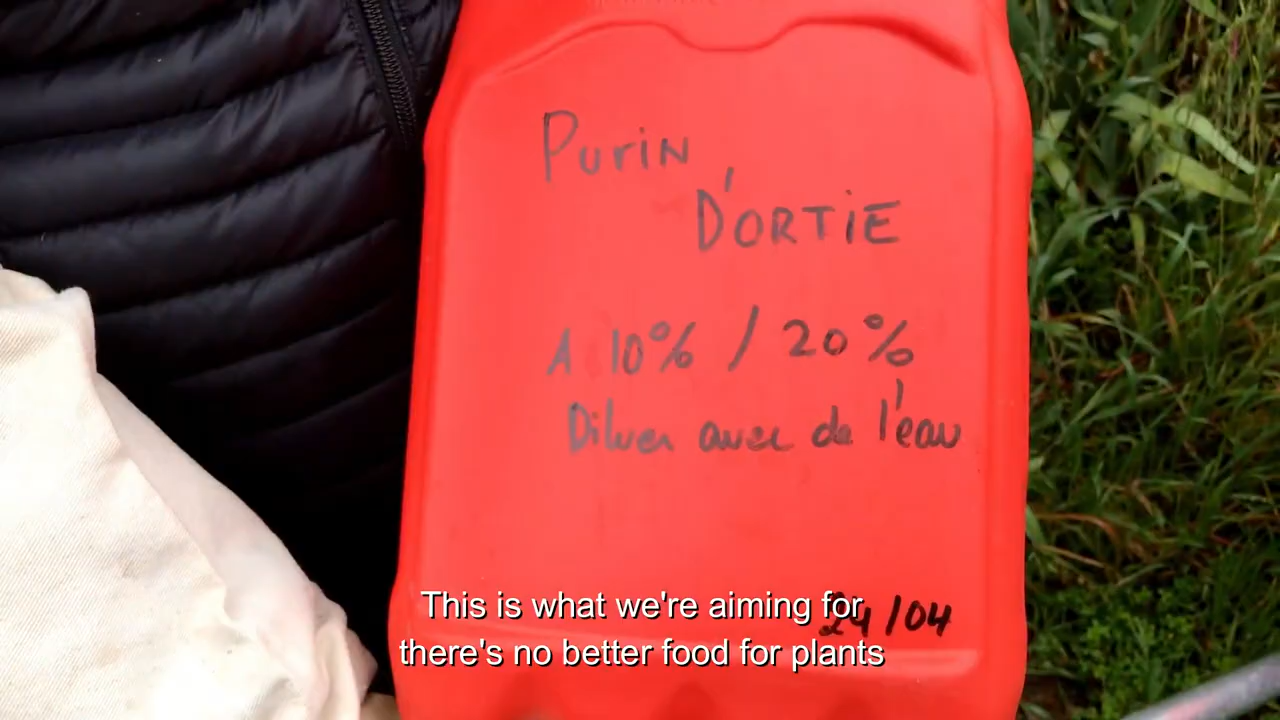 Purin
D'ORTiE
A 10% / 20%
Diluer avec de l'eau
24/04
This is what we're aiming for
there's no better food for plants